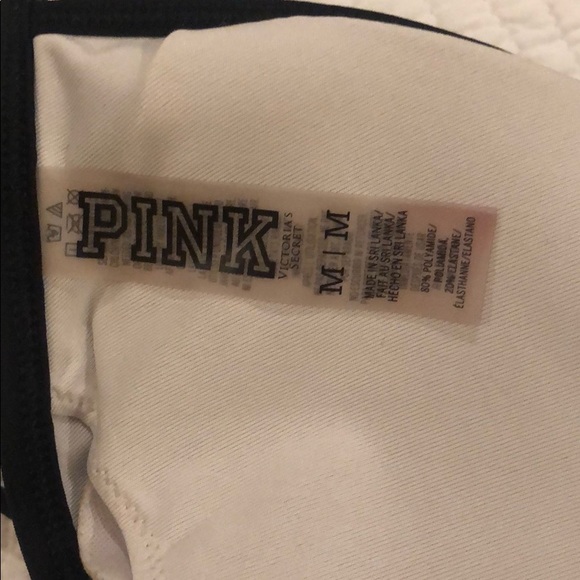 PINK
VICTORIA'S
SECRET
M | M
MADE IN SRI LANKA/
FAIT AU SRI LANKA/
HECHO EN SRI LANKA
80% POLYAMIDE/
POLIAMIDA,
20%ELASTANE/
ÉLASTHANNE/ELASTANO